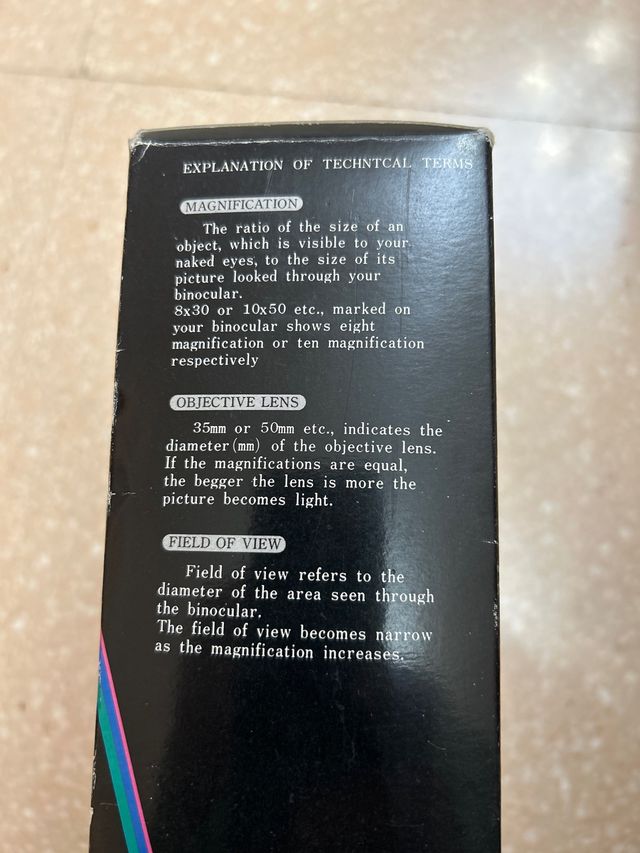 EXPLANATION OF TECHNTCAL TERMS
MAGNIFICATION
The ratio of the size of an
object, which is visible to your
naked eyes, to the size of its
picture looked through your
binocular.
8x30 or 10x50 etc., marked on
your binocular shows eight
magnification or ten magnification
respectively
OBJECTIVE LENS
35mm or 50mm etc., indicates the
diameter(mm) of the objective lens.
If the magnifications are equal,
the begger the lens is more the
picture becomes light.
FIELD OF VIEW
Field of view refers to the
diameter of the area seen through
the binocular.
The field of view becomes narrow
as the magnification increases.